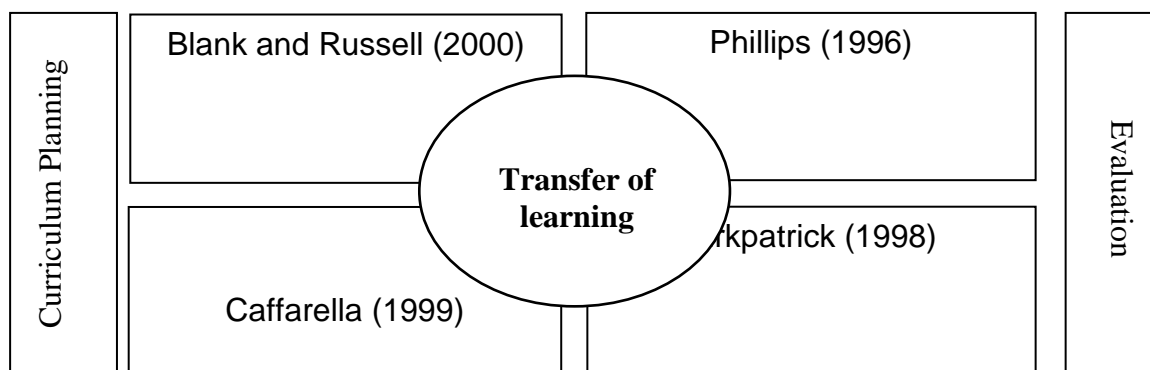 Curriculum Planning
Blank and Russell (2000)
Phillips (1996)
Transfer of
learning
rkpatrick (1998)
Caffarella (1999)
Evaluation